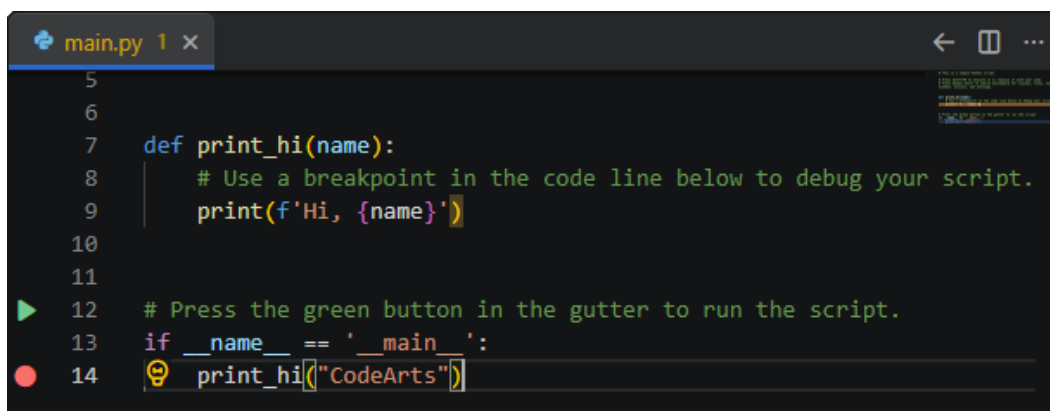 main.py 1
5
6
7 def print_hi(name):
8 # Use a breakpoint in the code line below to debug your script.
9 print(f'Hi, {name}')
10
11
12 # Press the green button in the gutter to run the script.
13 if __name__ == '__main__':
14 print_hi("CodeArts")